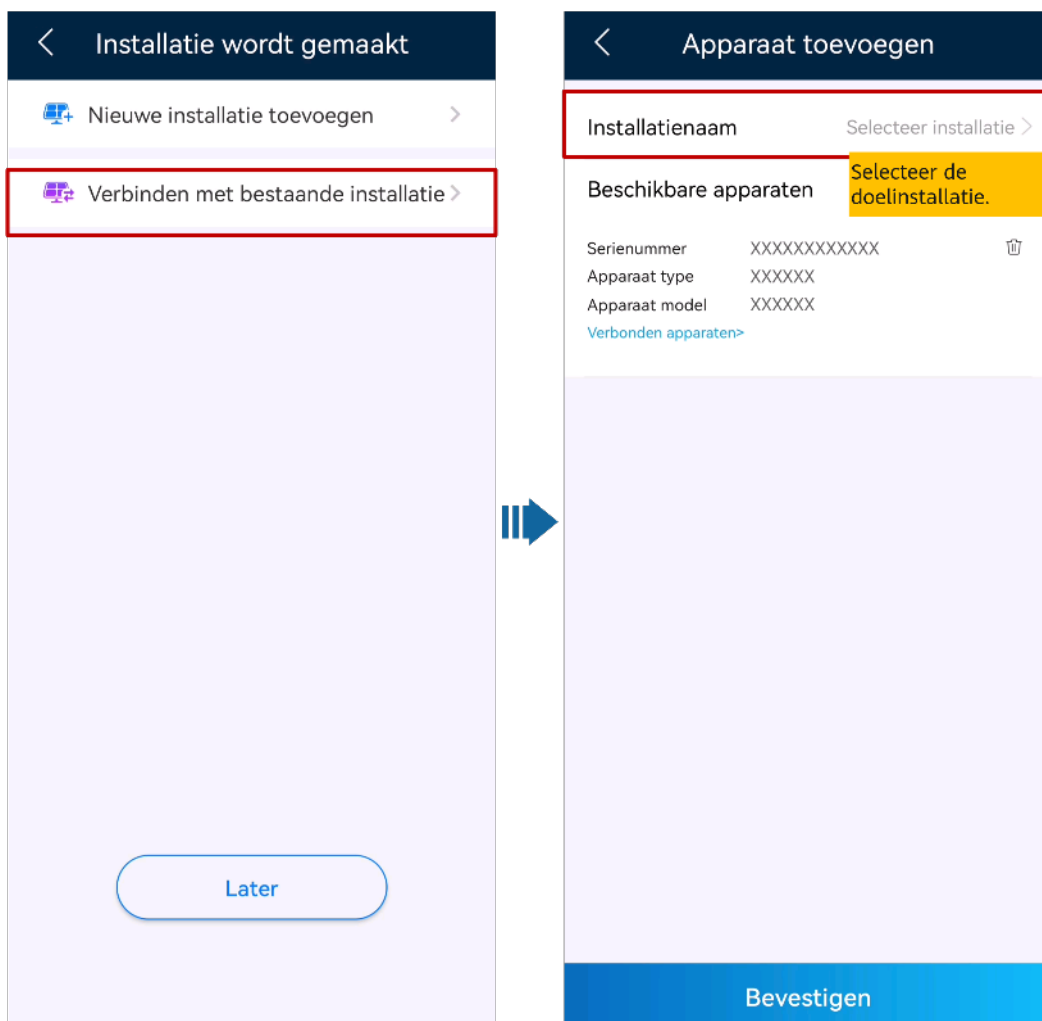 Installatie wordt gemaakt
Nieuwe installatie toevoegen
Verbinden met bestaande installatie
Later
Apparaat toevoegen
Installatienaam Selecteer installatie
Selecteer de
doelinstallatie.
Beschikbare apparaten
Serienummer XXXXXXXXXXXX
Apparaat type XXXXXX
Apparaat model XXXXXX
Verbonden apparaten>
Bevestigen